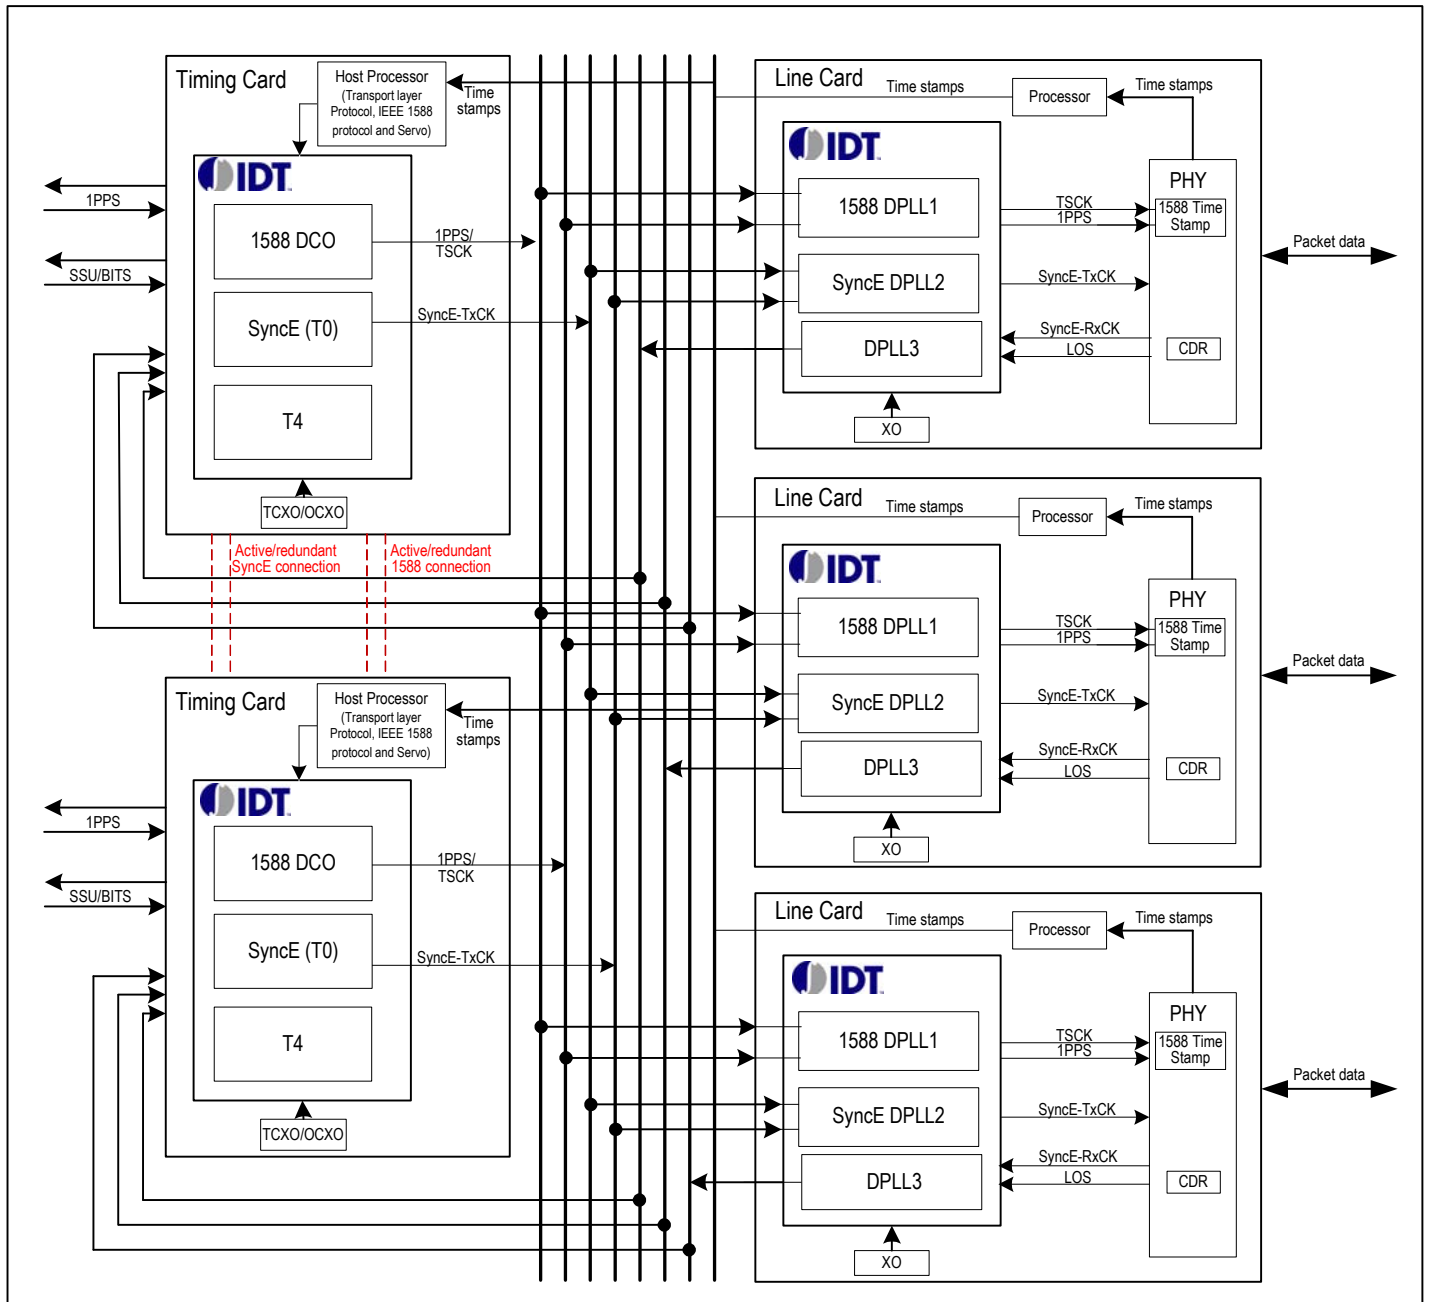 Timing Card
Host Processor
(Transport layer
Protocol, IEEE 1588
protocol and Servo)
Time
stamps
IDT
1PPS
SSU/BITS
1588 DCO
1PPS/
TSCK
SyncE (T0)
SyncE-TxCK
T4
TCXO/OCXO
Active/redundant
SyncE connection
Active/redundant
1588 connection
Timing Card
Host Processor
(Transport layer
Protocol, IEEE 1588
protocol and Servo)
Time
stamps
IDT
1PPS
SSU/BITS
1588 DCO
1PPS/
TSCK
SyncE (T0)
SyncE-TxCK
T4
TCXO/OCXO
Line Card
Time stamps
Processor
Time stamps
IDT
PHY
1588 DPLL1
TSCK
1PPS
1588 Time
Stamp
Packet data
SyncE DPLL2
SyncE-TxCK
DPLL3
SyncE-RxCK
LOS
CDR
XO
Line Card
Time stamps
Processor
Time stamps
IDT
PHY
1588 DPLL1
TSCK
1PPS
1588 Time
Stamp
Packet data
SyncE DPLL2
SyncE-TxCK
DPLL3
SyncE-RxCK
LOS
CDR
XO
Line Card
Time stamps
Processor
Time stamps
IDT
PHY
1588 DPLL1
TSCK
1PPS
1588 Time
Stamp
Packet data
SyncE DPLL2
SyncE-TxCK
DPLL3
SyncE-RxCK
LOS
CDR
XO